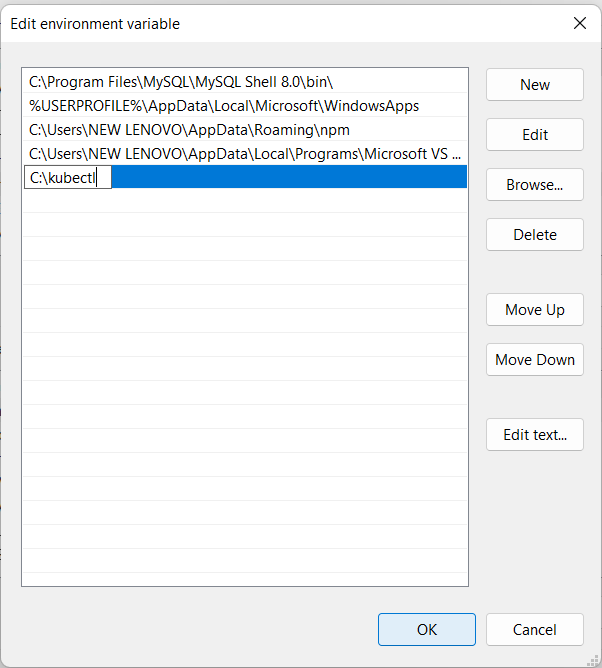 Edit environment variable
C:\Program Files\MySQL\MySQL Shell 8.0\bin\
%USERPROFILE%\AppData\Local\Microsoft\WindowsApps
C:\Users\NEW LENOVO\AppData\Roaming\npm
C:\Users\NEW LENOVO\AppData\Local\Programs\Microsoft VS ...
C:\kubectl
New
Edit
Browse...
Delete
Move Up
Move Down
Edit text...
OK
Cancel